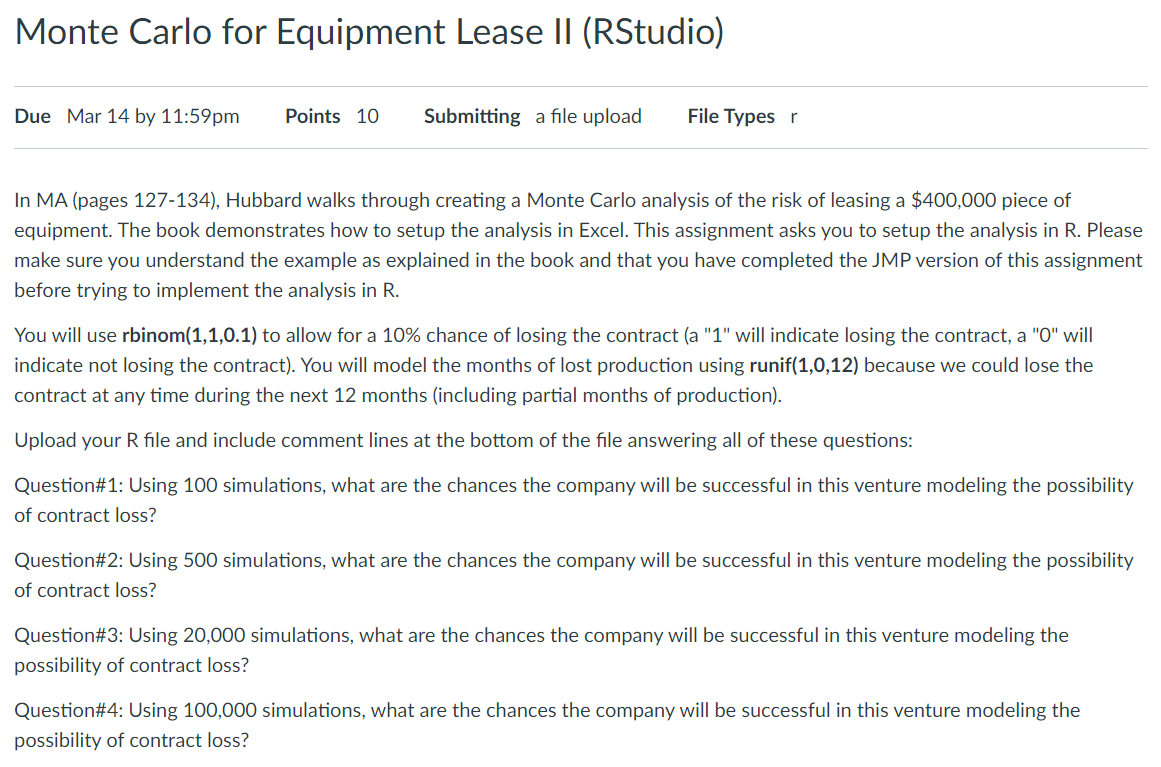 Monte Carlo for Equipment Lease II (RStudio)
Due Mar 14 by 11:59pm Points 10 Submitting a file upload File Types r
In MA (pages 127-134), Hubbard walks through creating a Monte Carlo analysis of the risk of leasing a $400,000 piece of
equipment. The book demonstrates how to setup the analysis in Excel. This assignment asks you to setup the analysis in R. Please
make sure you understand the example as explained in the book and that you have completed the JMP version of this assignment
before trying to implement the analysis in R.
You will use rbinom(1,1,0.1) to allow for a 10% chance of losing the contract (a "1" will indicate losing the contract, a "0" will
indicate not losing the contract). You will model the months of lost production using runif(1,0,12) because we could lose the
contract at any time during the next 12 months (including partial months of production).
Upload your R file and include comment lines at the bottom of the file answering all of these questions:
Question#1: Using 100 simulations, what are the chances the company will be successful in this venture modeling the possibility
of contract loss?
Question#2: Using 500 simulations, what are the chances the company will be successful in this venture modeling the possibility
of contract loss?
Question#3: Using 20,000 simulations, what are the chances the company will be successful in this venture modeling the
possibility of contract loss?
Question#4: Using 100,000 simulations, what are the chances the company will be successful in this venture modeling the
possibility of contract loss?